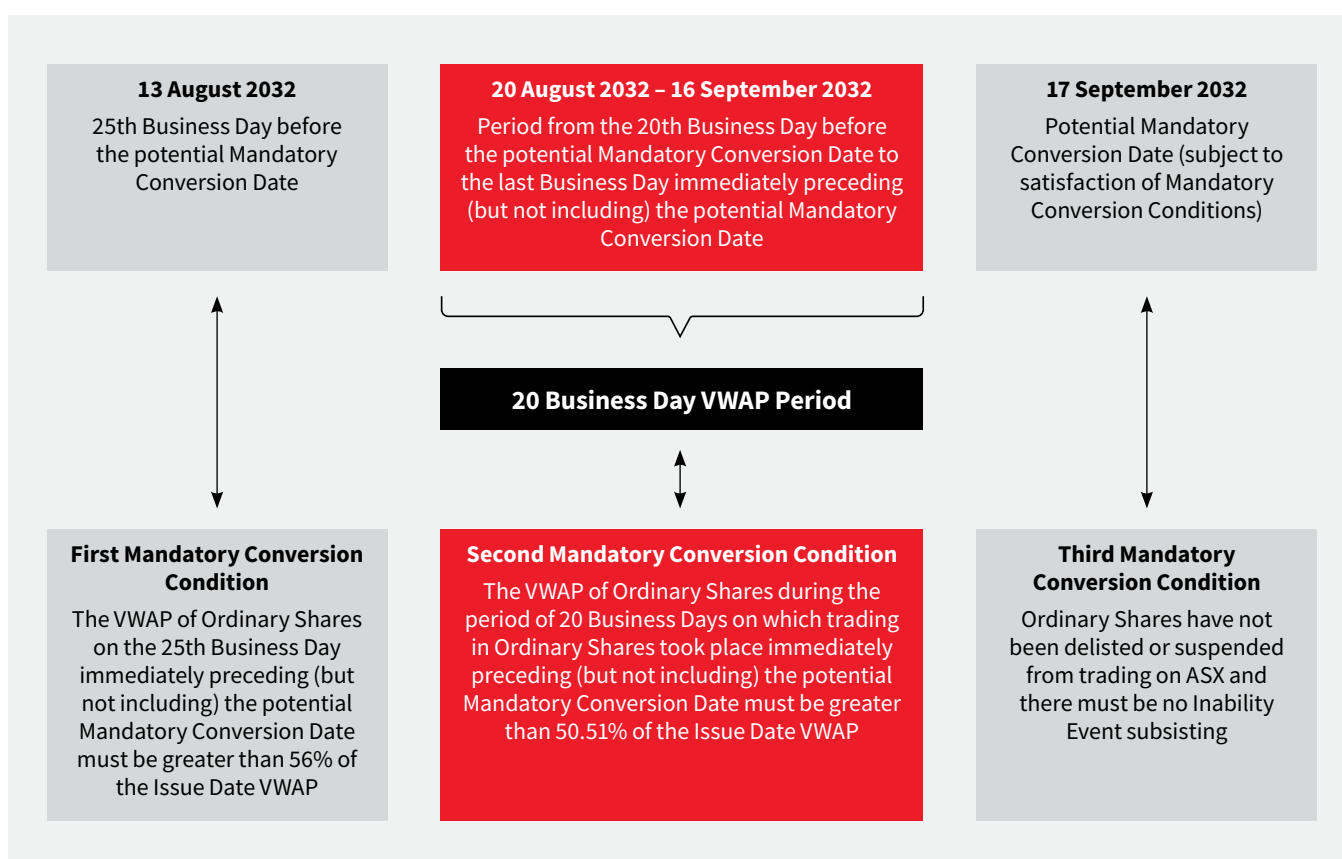 13 August 2032
25th Business Day before
the potential Mandatory
Conversion Date
20 August 2032 – 16 September 2032
Period from the 20th Business Day before
the potential Mandatory Conversion Date to
the last Business Day immediately preceding
(but not including) the potential Mandatory
Conversion Date
17 September 2032
Potential Mandatory
Conversion Date (subject to
satisfaction of Mandatory
Conversion Conditions)
20 Business Day VWAP Period
First Mandatory Conversion
Condition
The VWAP of Ordinary Shares
on the 25th Business Day
immediately preceding (but
not including) the potential
Mandatory Conversion Date
must be greater than 56% of
the Issue Date VWAP
Second Mandatory Conversion Condition
The VWAP of Ordinary Shares during the
period of 20 Business Days on which trading
in Ordinary Shares took place immediately
preceding (but not including) the potential
Mandatory Conversion Date must be greater
than 50.51% of the Issue Date VWAP
Third Mandatory
Conversion Condition
Ordinary Shares have not
been delisted or suspended
from trading on ASX and
there must be no Inability
Event subsisting